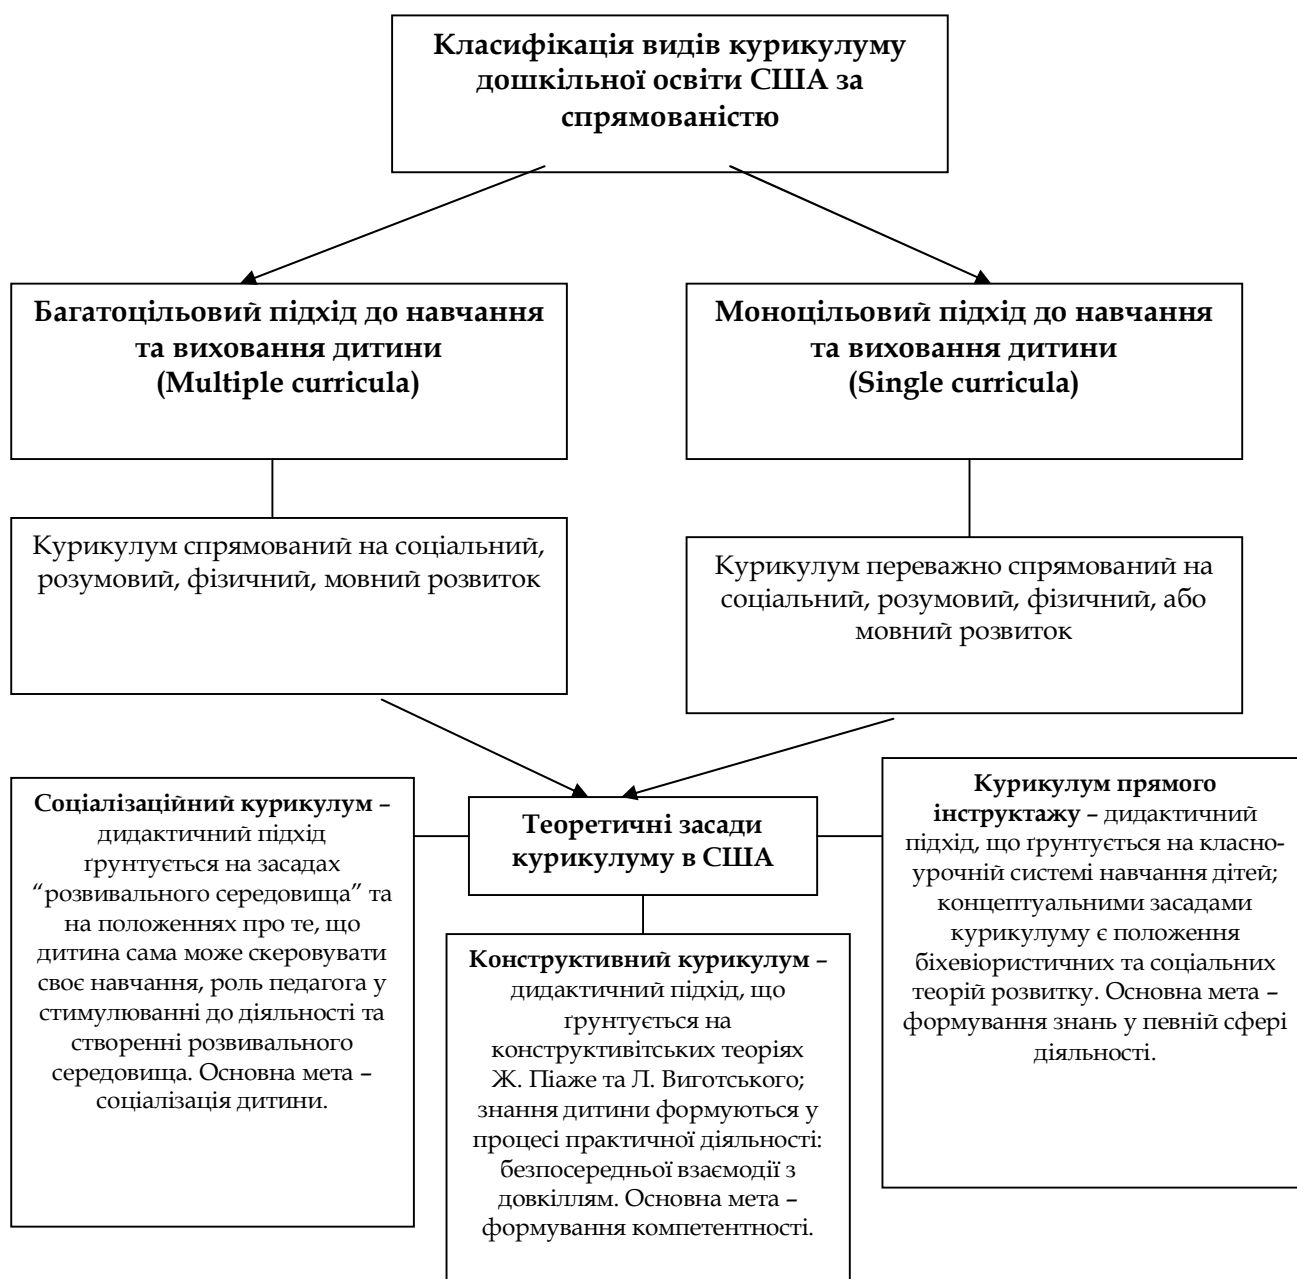 Класифікація видів курикулуму
дошкільної освіти США за
спрямованістю
Багатоцільовий підхід до навчання
та виховання дитини
(Multiple curricula)
Моноцільовий підхід до навчання
та виховання дитини
(Single curricula)
Курикулум спрямований на соціальний,
розумовий, фізичний, мовний розвиток
Курикулум переважно спрямований на
соціальний, розумовий, фізичний, або
мовний розвиток
Соціалізаційний курикулум –
дидактичний підхід
ґрунтується на засадах
“розвивального середовища” та
на положеннях про те, що
дитина сама може скеровувати
своє навчання, роль педагога у
стимулюванні до діяльності та
створенні розвивального
середовища. Основна мета –
соціалізація дитини.
Теоретичні засади
курикулуму в США
Конструктивний курикулум –
дидактичний підхід, що
ґрунтується на
конструктивітських теоріях
Ж. Піаже та Л. Виготського;
знання дитини формуються у
процесі практичної діяльності:
безпосередньої взаємодії з
довкіллям. Основна мета –
формування компетентності.
Курикулум прямого
інструктажу – дидактичний
підхід, що ґрунтується на класно-
урочній системі навчання дітей;
концептуальними засадами
курикулуму є положення
біхевіористичних та соціальних
теорій розвитку. Основна мета –
формування знань у певній сфері
діяльності.